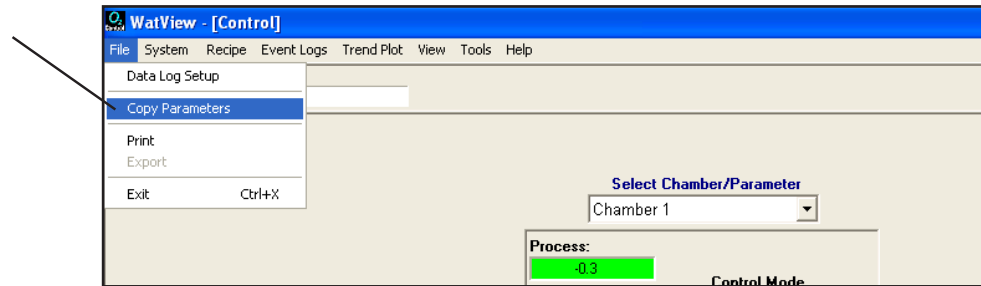 WatView - [Control]
File System Recipe Event Logs Trend Plot View Tools Help
Data Log Setup
Copy Parameters
Print
Export
Exit Ctrl+X
Select Chamber/Parameter
Chamber 1
Process:
-0.3
Control Mode